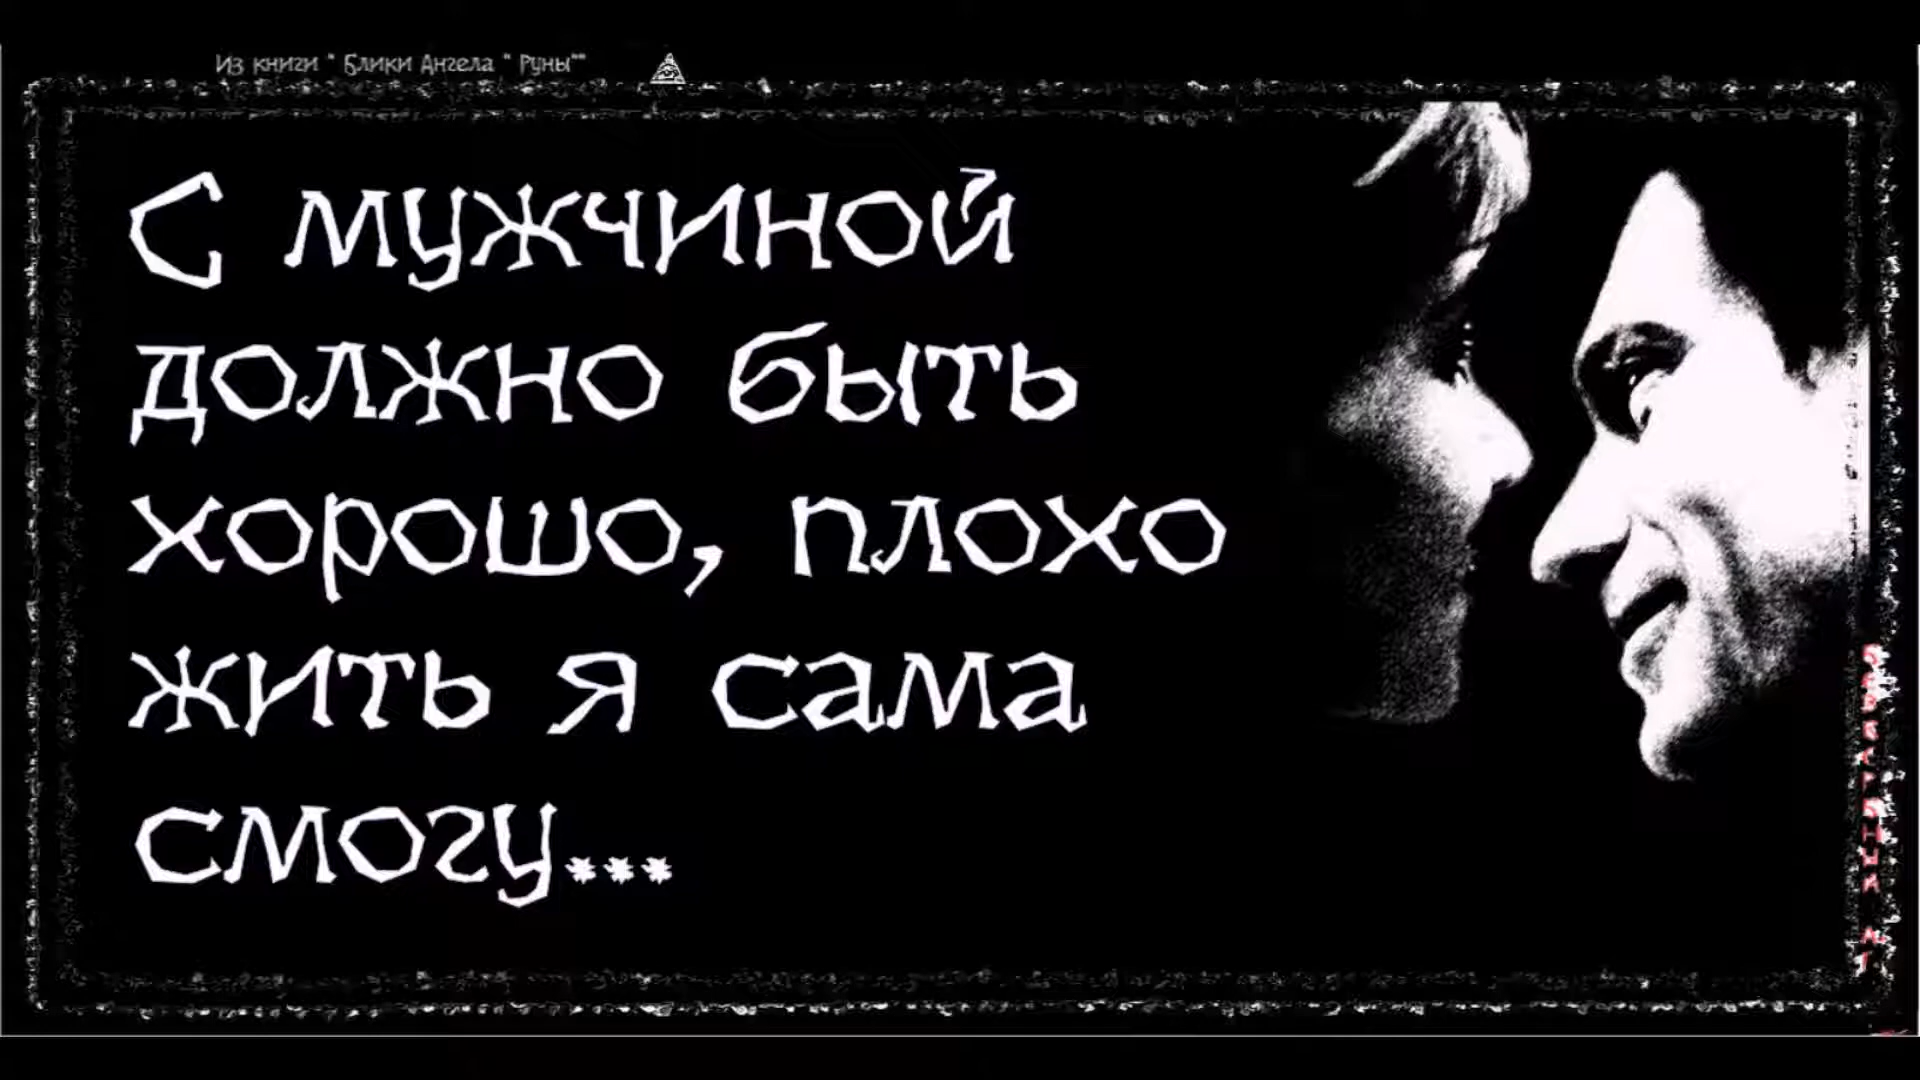 Из книги " Блики Ангела " Руны""
С мужчиной
должно быть
хорошо, плохо
жить я сама
смогу...